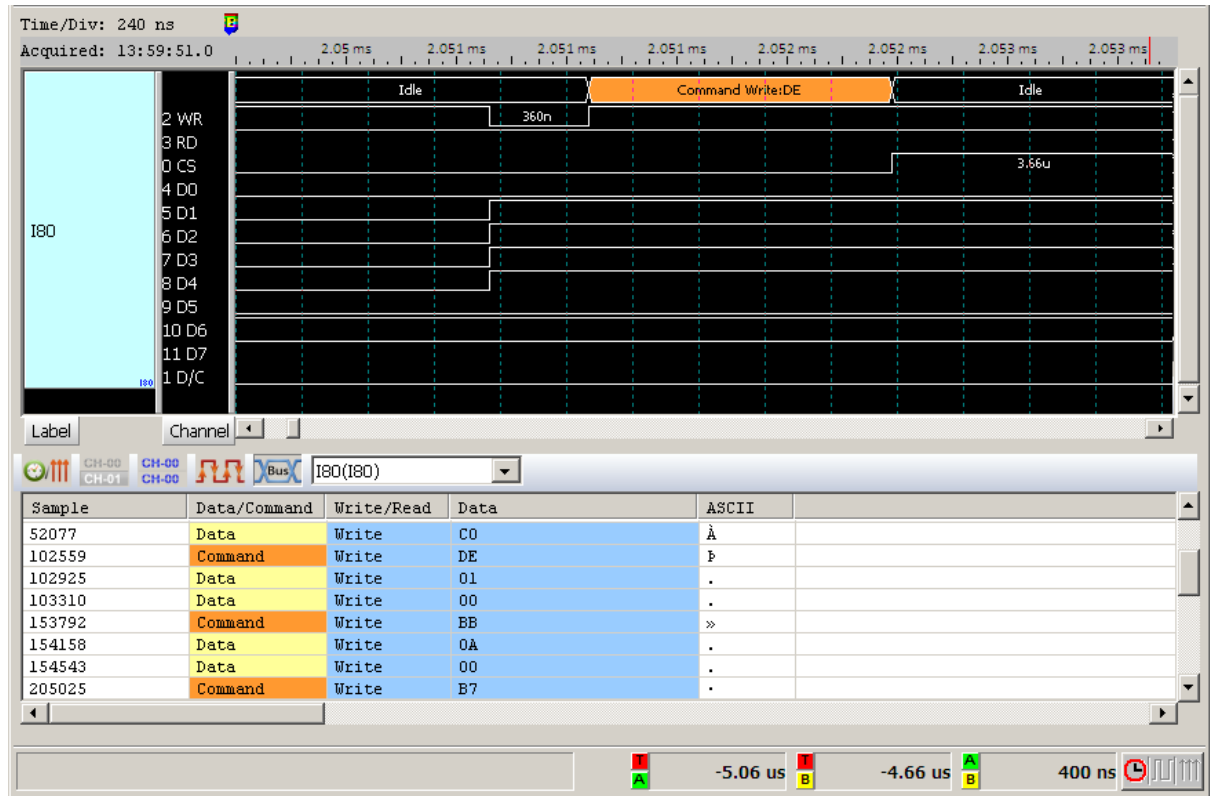 Time/Div: 240 ns
Acquired: 13:59:51.0 2.05 ms 2.051 ms 2.051 ms 2.051 ms 2.052 ms 2.052 ms 2.053 ms 2.053 ms
Idle Command Write:DE Idle
2 WR 360n
3 RD
0 CS 3.66u
4 D0
5 D1
I80 6 D2
7 D3
8 D4
9 D5
10 D6
11 D7
I80 1 D/C
Label Channel
CH-00 CH-01 CH-00 CH-00 Bus I80(I80)
Sample Data/Command Write/Read Data ASCII
52077 Data Write C0 À
102559 Command Write DE Þ
102925 Data Write 01 .
103310 Data Write 00 .
153792 Command Write BB »
154158 Data Write 0A .
154543 Data Write 00 .
205025 Command Write B7 ·
T A -5.06 us T B -4.66 us A B 400 ns